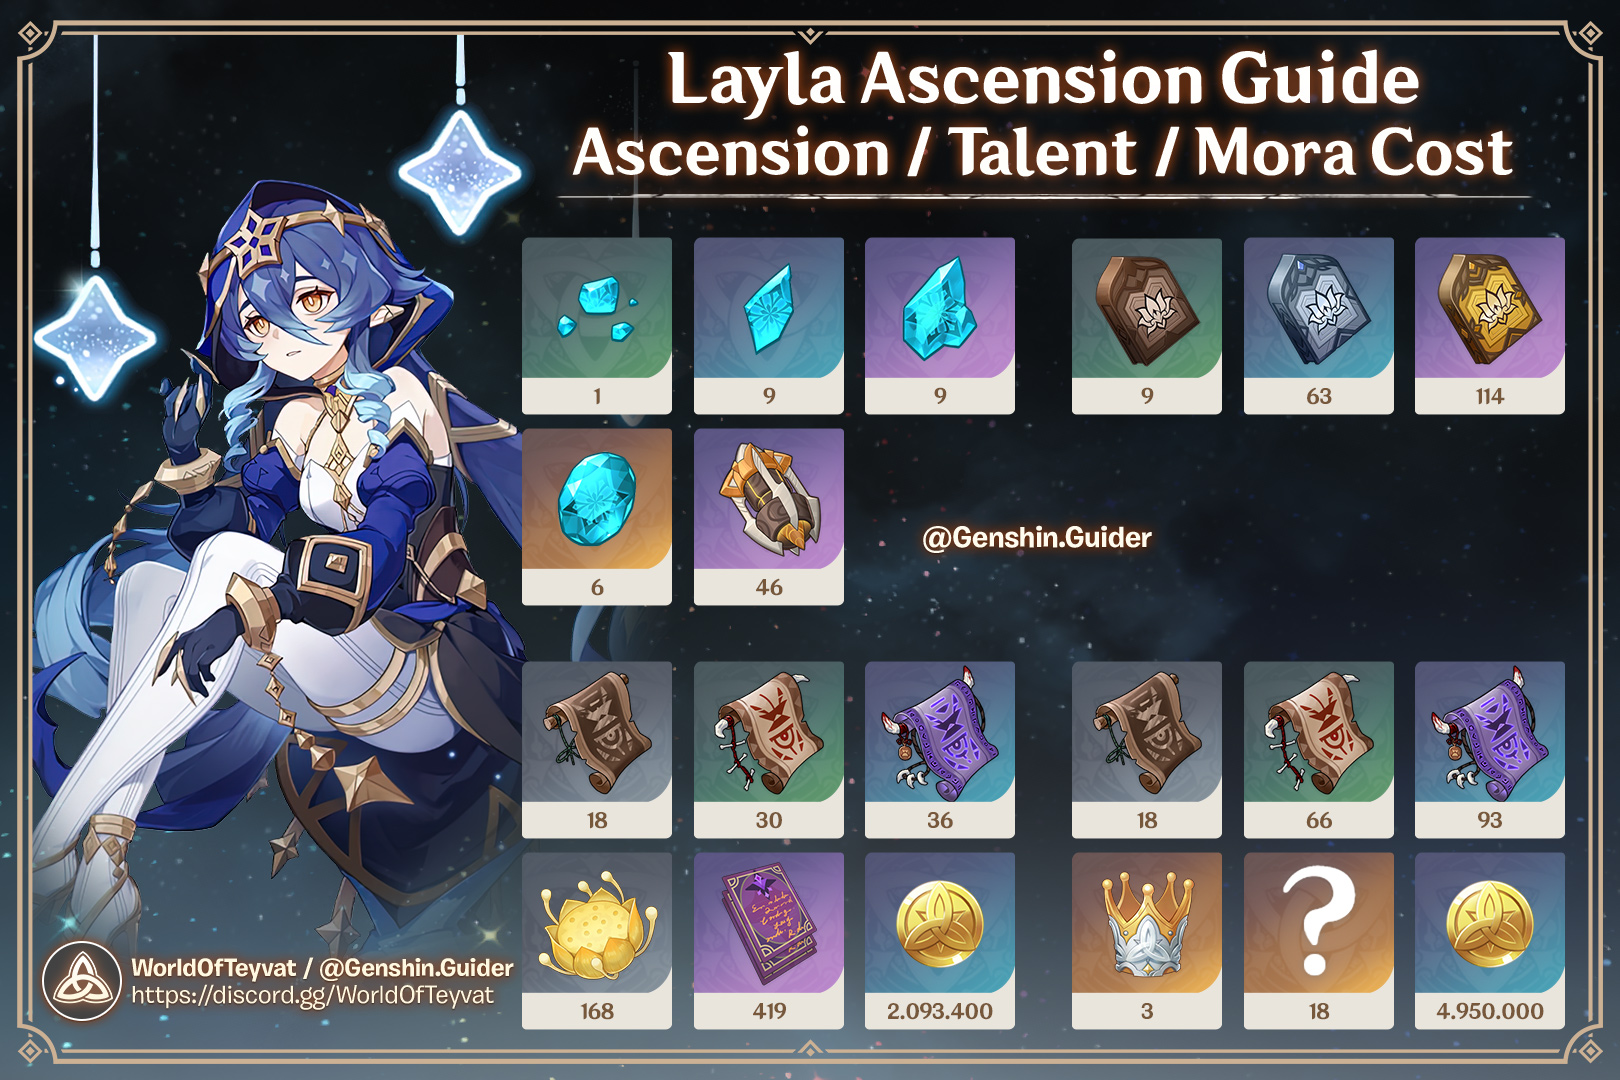 Layla Ascension Guide
Ascension / Talent / Mora Cost
1 9 9 9 63 114
6 46
@Genshin.Guider
18 30 36 18 66 93
?
168 419 2.093.400 3 18 4.950.000
WorldOfTeyvat / @Genshin.Guider
https://discord.gg/WorldOfTeyvat